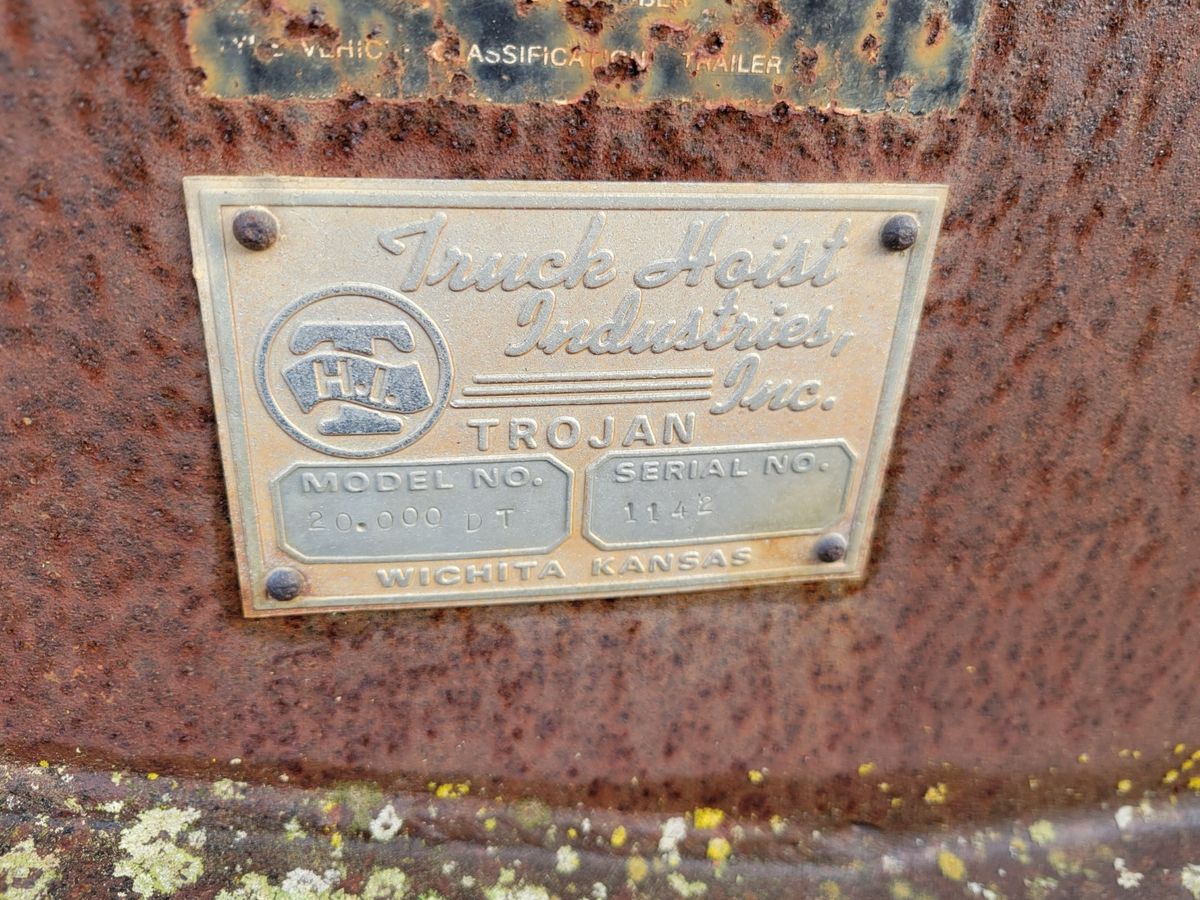 VEHICLE CLASSIFICATION TRAILER
Truck Hoist
Industries,
Inc.
T
H.I.
TROJAN
MODEL NO.
20.000 DT
SERIAL NO.
1142
WICHITA KANSAS